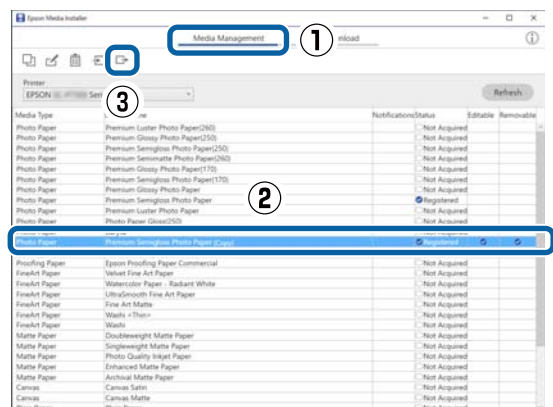 Epson Media Installer
Media Management
nload
①
③
Printer
EPSON Seri
Refresh
Media Type Notifications Status Editable Removable
Photo Paper Premium Luster Photo Paper(260) Not Acquired
Photo Paper Premium Glossy Photo Paper(250) Not Acquired
Photo Paper Premium Semigloss Photo Paper(250) Not Acquired
Photo Paper Premium Semimatte Photo Paper(260) Not Acquired
Photo Paper Premium Glossy Photo Paper(170) Not Acquired
Photo Paper Premium Semigloss Photo Paper(170) Not Acquired
Photo Paper Premium Glossy Photo Paper Not Acquired
Photo Paper Premium Semigloss Photo Paper Registered
Photo Paper Premium Luster Photo Paper Not Acquired
Photo Paper Photo Paper Gloss(250) Not Acquired
②
Photo Paper Premium Semigloss Photo Paper (Copy) Registered
Proofing Paper Epson Proofing Paper Commercial Not Acquired
FineArt Paper Velvet Fine Art Paper Not Acquired
FineArt Paper Watercolor Paper - Radiant White Not Acquired
FineArt Paper UltraSmooth Fine Art Paper Not Acquired
FineArt Paper Fine Art Matte Not Acquired
FineArt Paper Washi <Thin> Not Acquired
FineArt Paper Washi Not Acquired
Matte Paper Doubleweight Matte Paper Not Acquired
Matte Paper Singleweight Matte Paper Not Acquired
Matte Paper Photo Quality Inkjet Paper Not Acquired
Matte Paper Enhanced Matte Paper Not Acquired
Matte Paper Archival Matte Paper Not Acquired
Canvas Canvas Satin Not Acquired
Canvas Canvas Matte Not Acquired